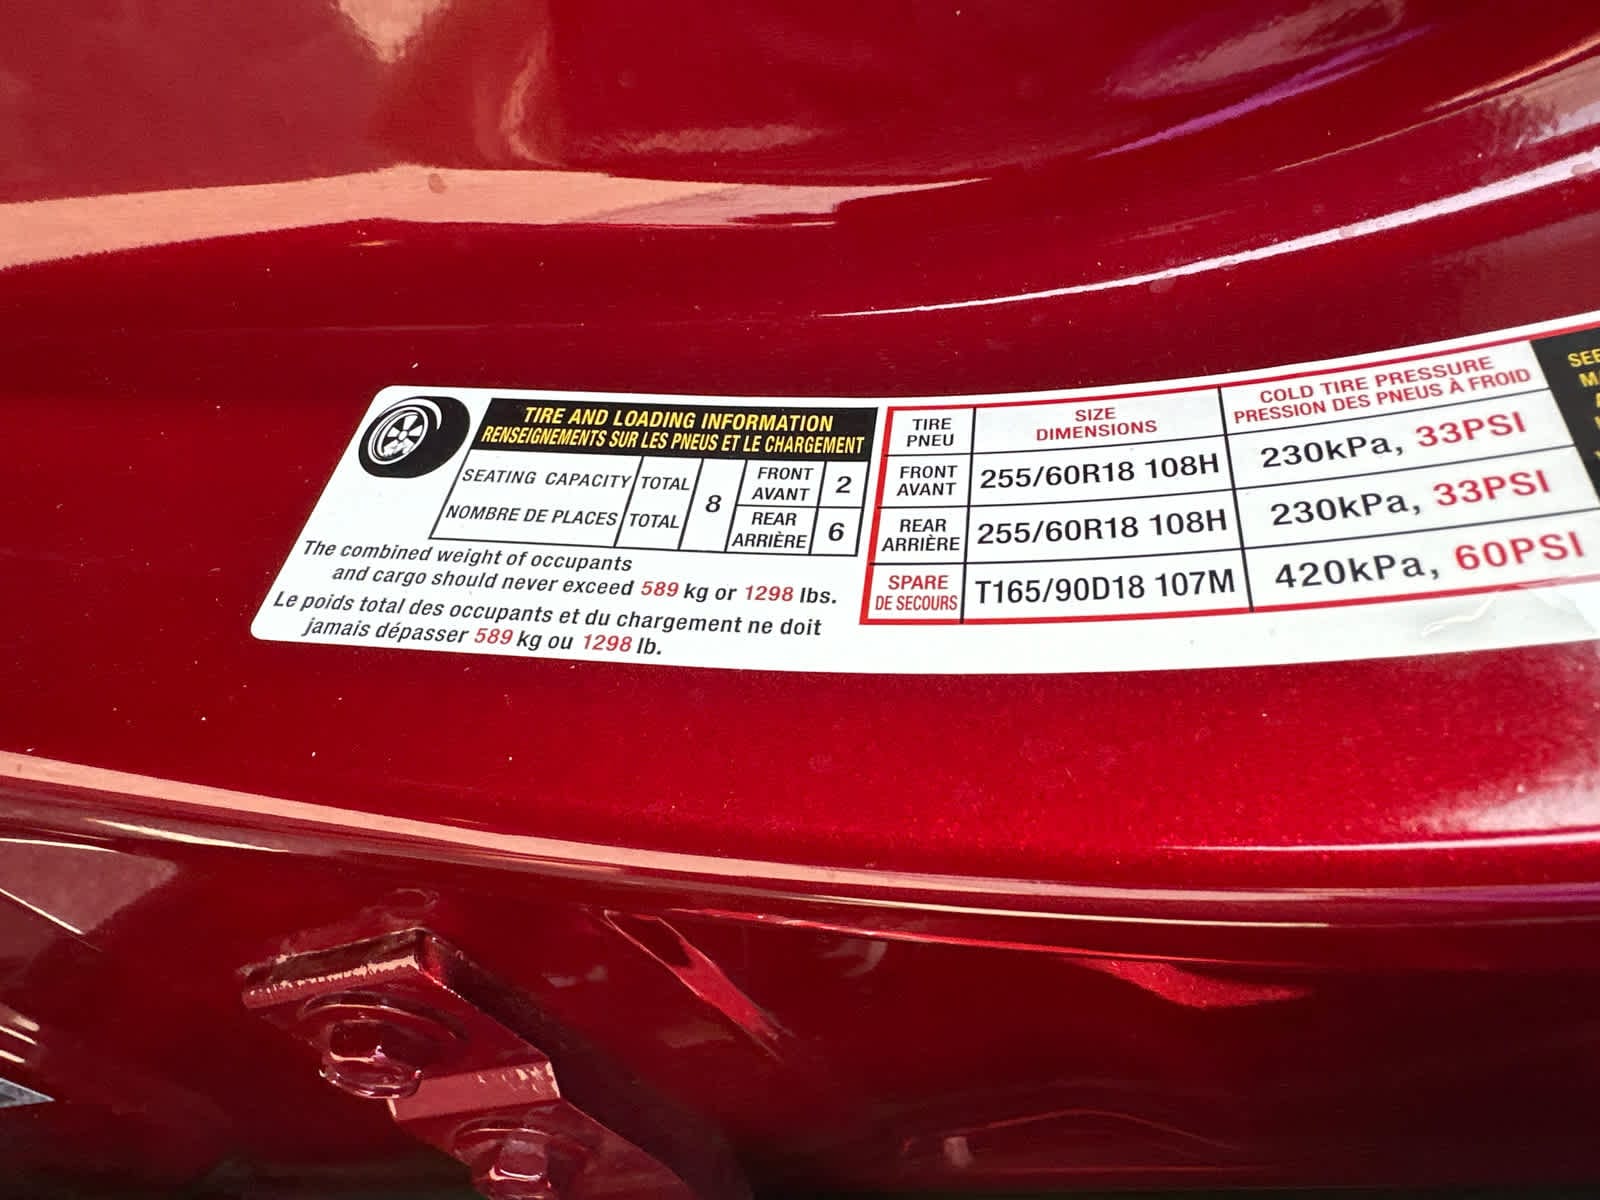 TIRE AND LOADING INFORMATION
RENSEIGNEMENTS SUR LES PNEUS ET LE CHARGEMENT
SEATING CAPACITY TOTAL
NOMBRE DE PLACES TOTAL
8
FRONT
AVANT
2
REAR
ARRIÈRE
6
The combined weight of occupants
and cargo should never exceed 589 kg or 1298 lbs.
Le poids total des occupants et du chargement ne doit
jamais dépasser 589 kg ou 1298 lb.
TIRE
PNEU
SIZE
DIMENSIONS
COLD TIRE PRESSURE
PRESSION DES PNEUS À FROID
FRONT
AVANT
255/60R18 108H
230kPa, 33PSI
REAR
ARRIÈRE
255/60R18 108H
230kPa, 33PSI
SPARE
DE SECOURS
T165/90D18 107M
420kPa, 60PSI
SEE